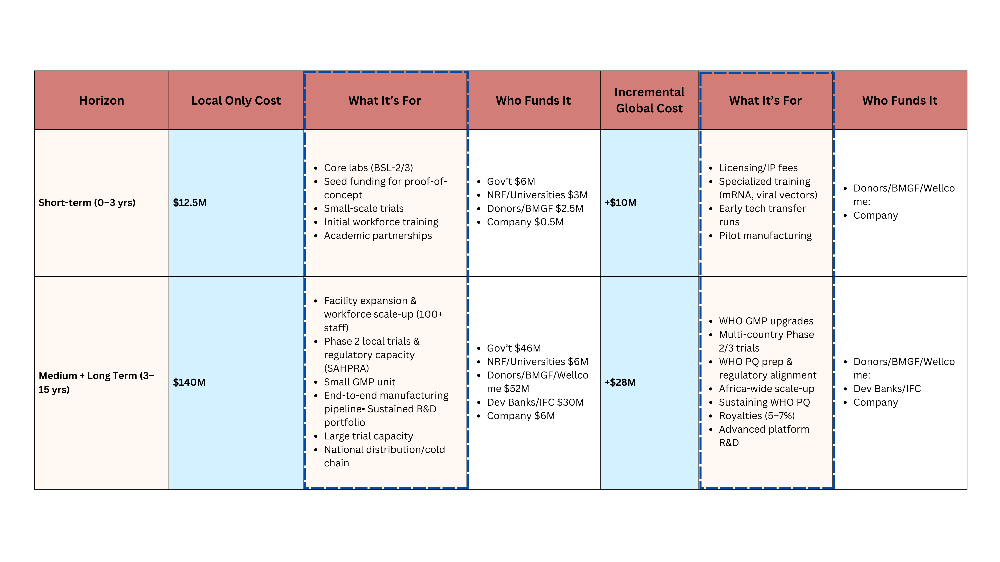 Horizon
Local Only Cost
What It’s For
Who Funds It
Incremental
Global Cost
What It’s For
Who Funds It
Short-term (0–3 yrs)
$12.5M
• Core labs (BSL-2/3)
• Seed funding for proof-of-
concept
• Small-scale trials
• Initial workforce training
• Academic partnerships
• Gov’t $6M
• NRF/Universities $3M
• Donors/BMGF $2.5M
• Company $0.5M
+$10M
• Licensing/IP fees
• Specialized training
(mRNA, viral vectors)
• Early tech transfer
runs
• Pilot manufacturing
• Donors/BMGF/Wellco
me:
• Company
Medium + Long Term (3–
15 yrs)
$140M
• Facility expansion &
workforce scale-up (100+
staff)
• Phase 2 local trials &
regulatory capacity
(SAHPRA)
• Small GMP unit
• End-to-end manufacturing
pipeline• Sustained R&D
portfolio
• Large trial capacity
• National distribution/cold
chain
• Gov’t $46M
• NRF/Universities $6M
• Donors/BMGF/Wellco
me $52M
• Dev Banks/IFC $30M
• Company $6M
+$28M
• WHO GMP upgrades
• Multi-country Phase
2/3 trials
• WHO PQ prep &
regulatory alignment
• Africa-wide scale-up
• Sustaining WHO PQ
• Royalties (5–7%)
• Advanced platform
R&D
• Donors/BMGF/Wellco
me:
• Dev Banks/IFC
• Company